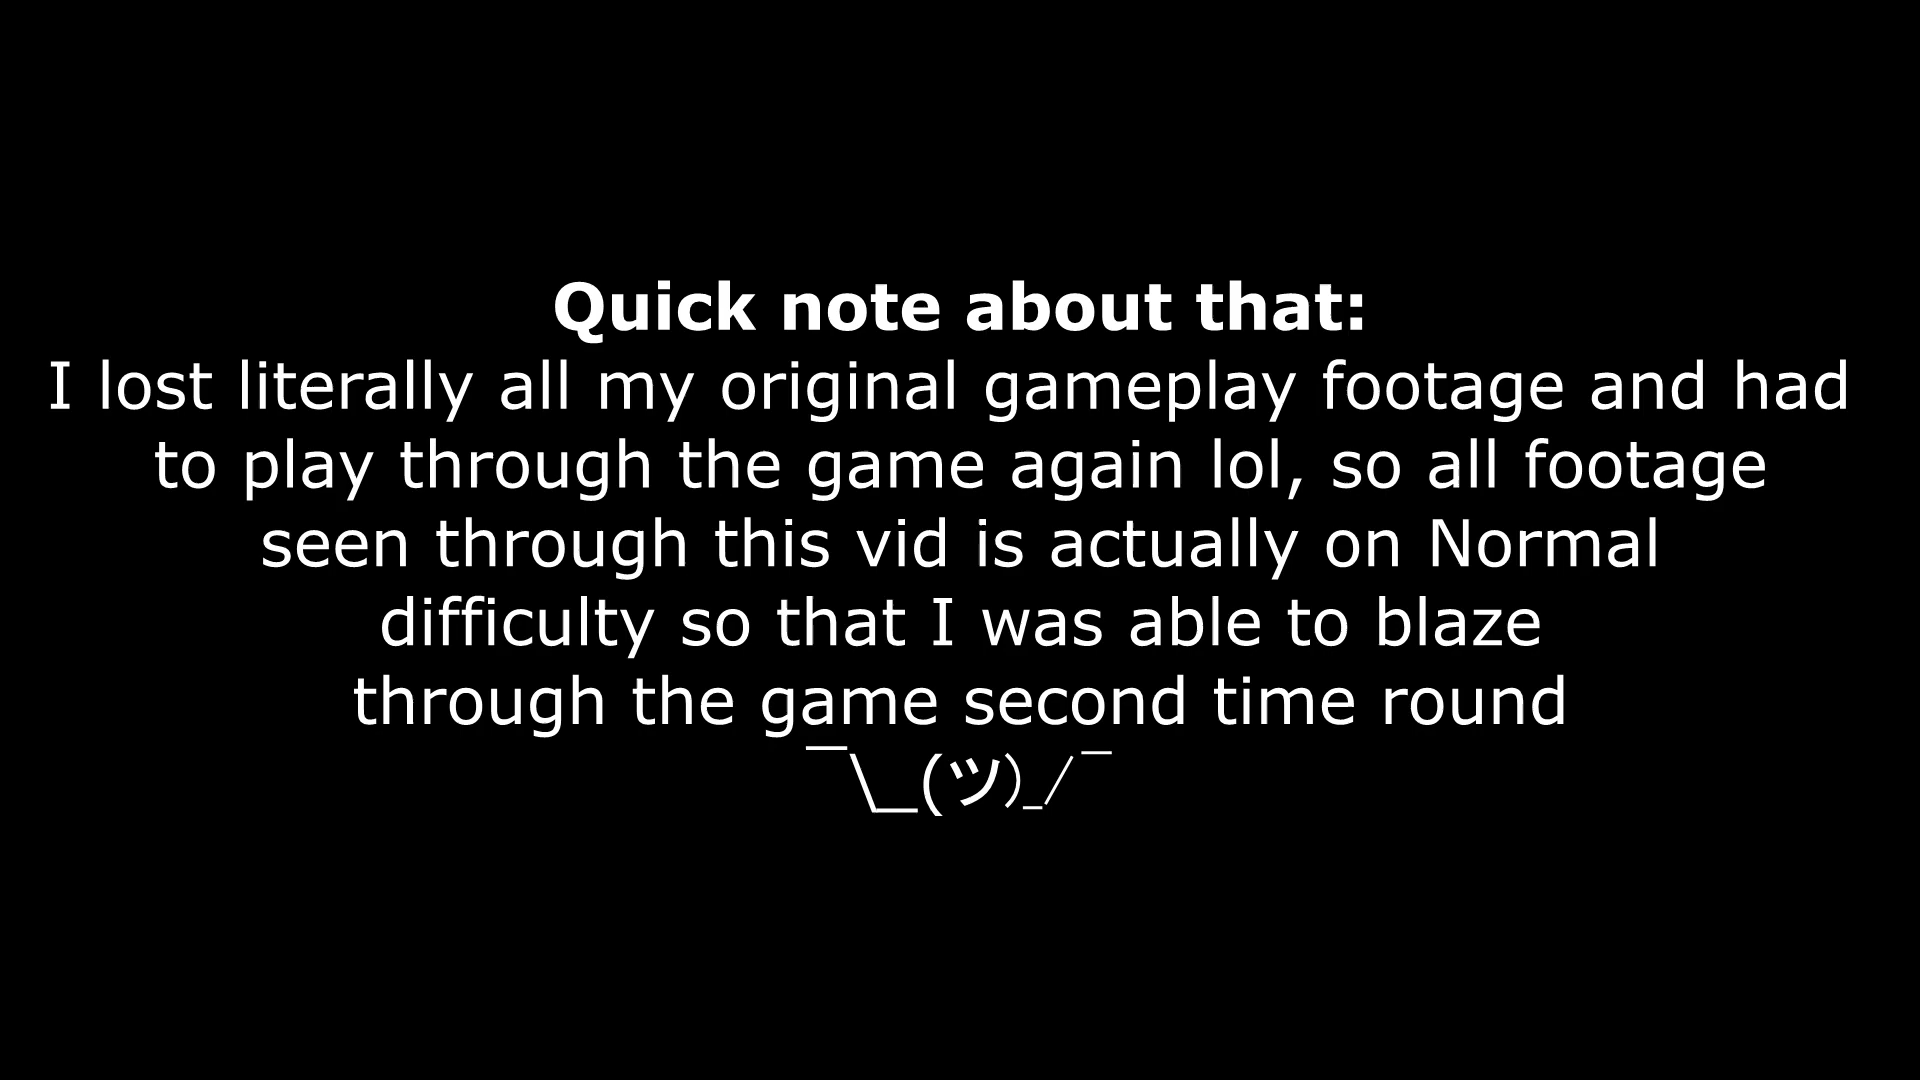 Quick note about that:
I lost literally all my original gameplay footage and had
to play through the game again lol, so all footage
seen through this vid is actually on Normal
difficulty so that I was able to blaze
through the game second time round
¯\_(ツ)_/¯